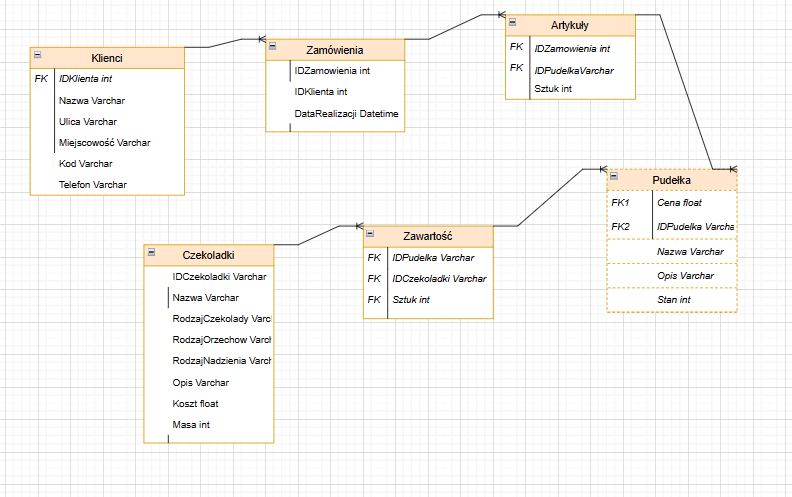 Klienci
FK IDKlienta int
Nazwa Varchar
Ulica Varchar
Miejscowość Varchar
Kod Varchar
Telefon Varchar
Zamówienia
IDZamowienia int
IDKlienta int
DataRealizacji Datetime
Artykuły
FK IDZamowienia int
FK IDPudelkaVarchar
Sztuk int
Pudełka
FK1 Cena float
FK2 IDPudelka Varcha
Nazwa Varchar
Opis Varchar
Stan int
Zawartość
FK IDPudelka Varchar
FK IDCzekoladki Varchar
FK Sztuk int
Czekoladki
IDCzekoladki Varchar
Nazwa Varchar
RodzajCzekolady Varcl
RodzajOrzechow Varch
RodzajNadzienia Varch
Opis Varchar
Koszt float
Masa int